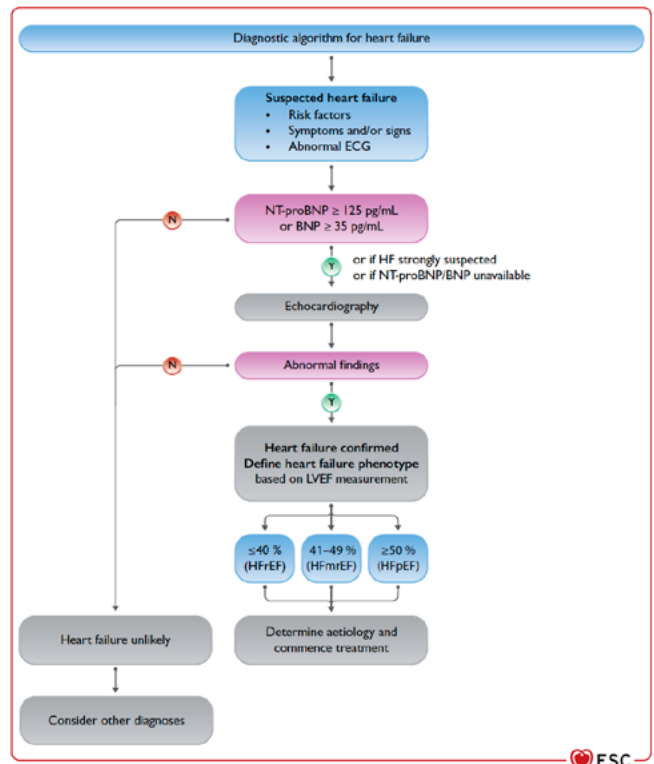 Diagnostic algorithm for heart failure
Suspected heart failure
• Risk factors
• Symptoms and/or signs
• Abnormal ECG
NT-proBNP ≥ 125 pg/mL
or BNP ≥ 35 pg/mL
N
Y
or if HF strongly suspected
or if NT-proBNP/BNP unavailable
Echocardiography
N
Abnormal findings
Y
Heart failure confirmed
Define heart failure phenotype
based on LVEF measurement
≤40 %
(HFrEF)
41–49 %
(HFmrEF)
≥50 %
(HFpEF)
Heart failure unlikely
Determine aetiology and
commence treatment
Consider other diagnoses
ESC